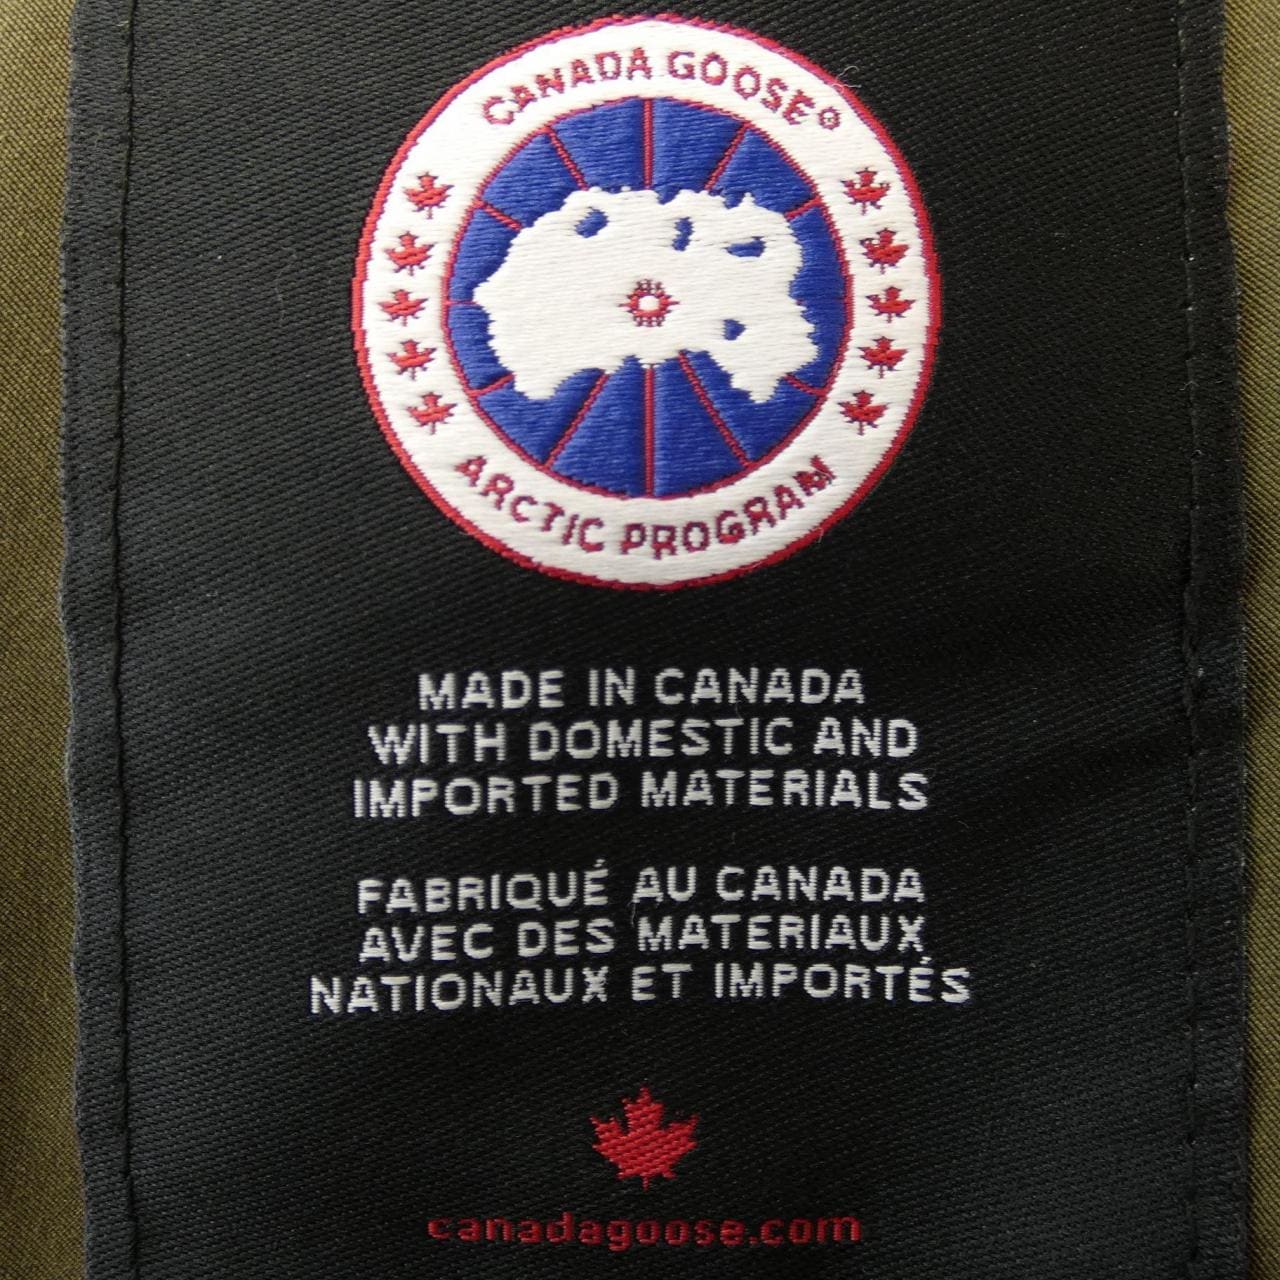 CANADA GOOSE®
ARCTIC PROGRAM
MADE IN CANADA
WITH DOMESTIC AND
IMPORTED MATERIALS
FABRIQUÉ AU CANADA
AVEC DES MATERIAUX
NATIONAUX ET IMPORTÉS
canadagoose.com